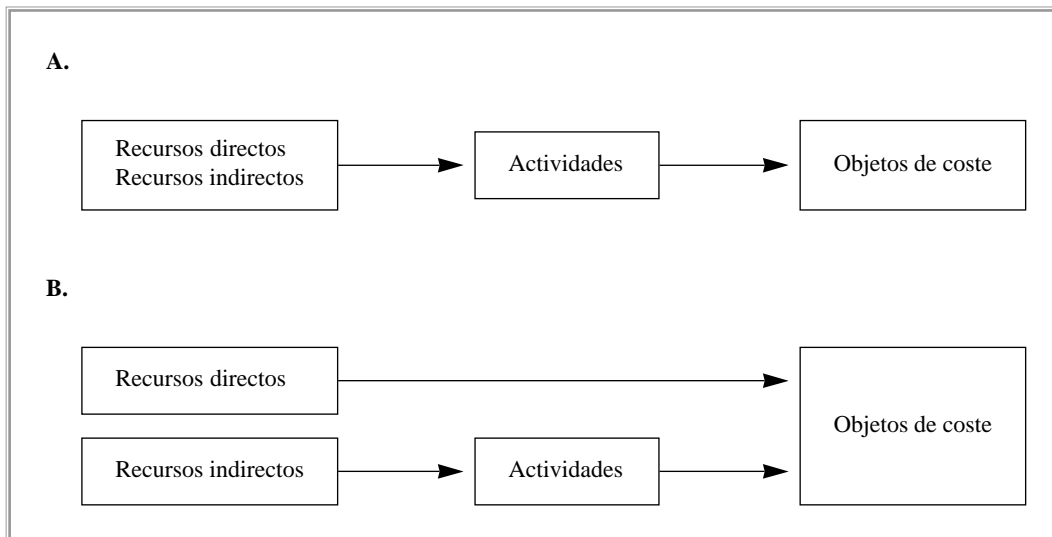 A.
Recursos directos
Recursos indirectos
Actividades
Objetos de coste
B.
Recursos directos
Objetos de coste
Recursos indirectos
Actividades